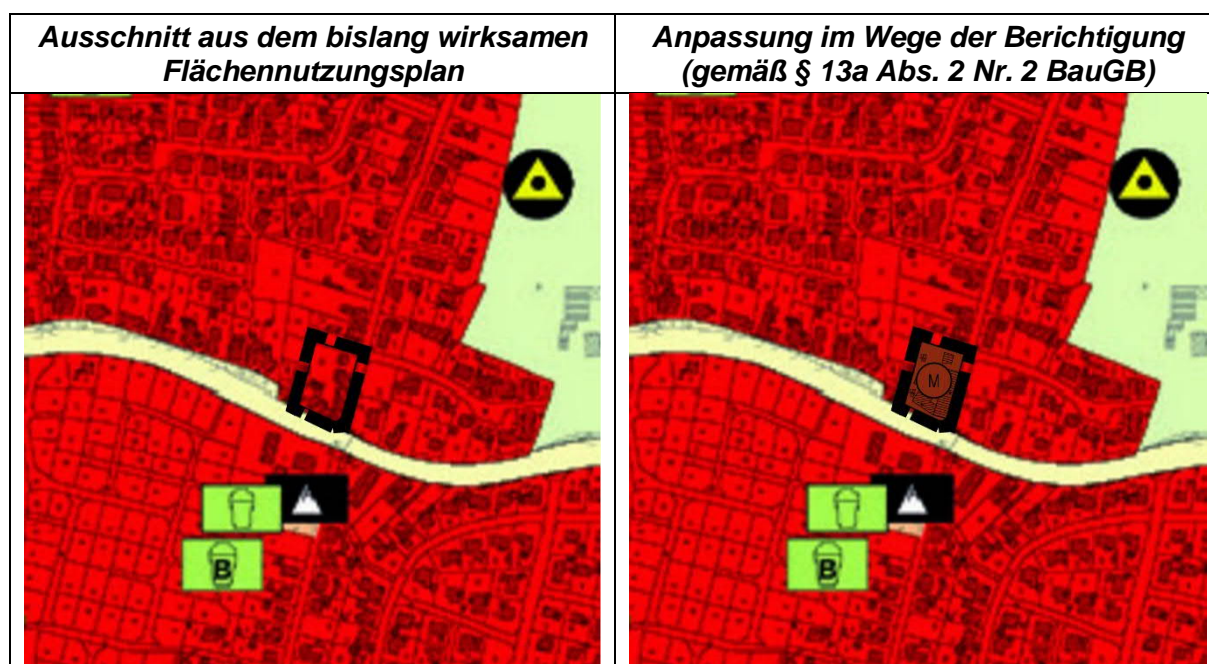 Ausschnitt aus dem bislang wirksamen
Flächennutzungsplan
Anpassung im Wege der Berichtigung
(gemäß § 13a Abs. 2 Nr. 2 BauGB)
M
B
B